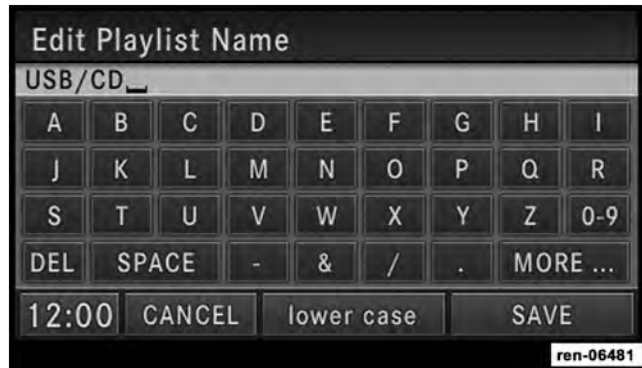 Edit Playlist Name
USB/CD_
A B C D E F G H I
J K L M N O P Q R
S T U V W X Y Z 0-9
DEL SPACE - & / . MORE ...
12:00 CANCEL lower case SAVE
ren-06481